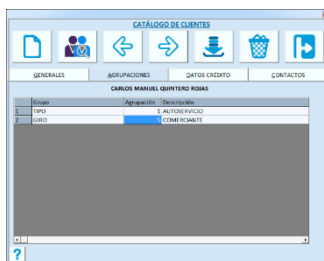 CATÁLOGO DE CLIENTES
GENERALES AGRUPACIONES DATOS CRÉDITO CONTACTOS
CARLOS MANUEL QUINTERO ROJAS
Grupo Agrupación Descripción
1 TIPO 1 AUTOSERVICIO
2 GIRO 5 COMERCIANTE
?